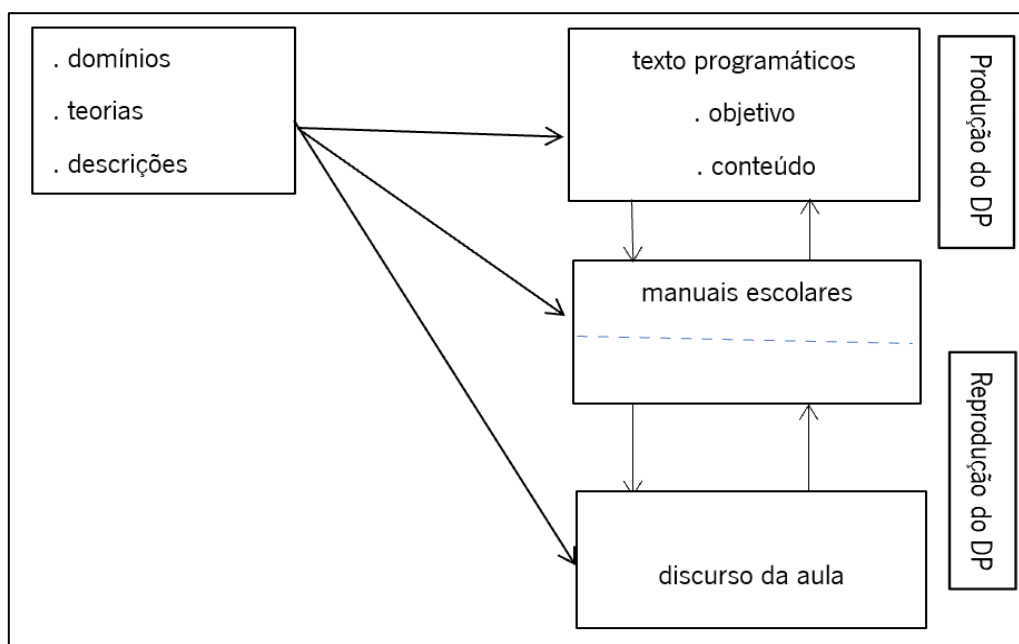 . domínios
. teorias
. descrições
texto programáticos
. objetivo
. conteúdo
Produção do DP
manuais escolares
Reprodução do DP
discurso da aula